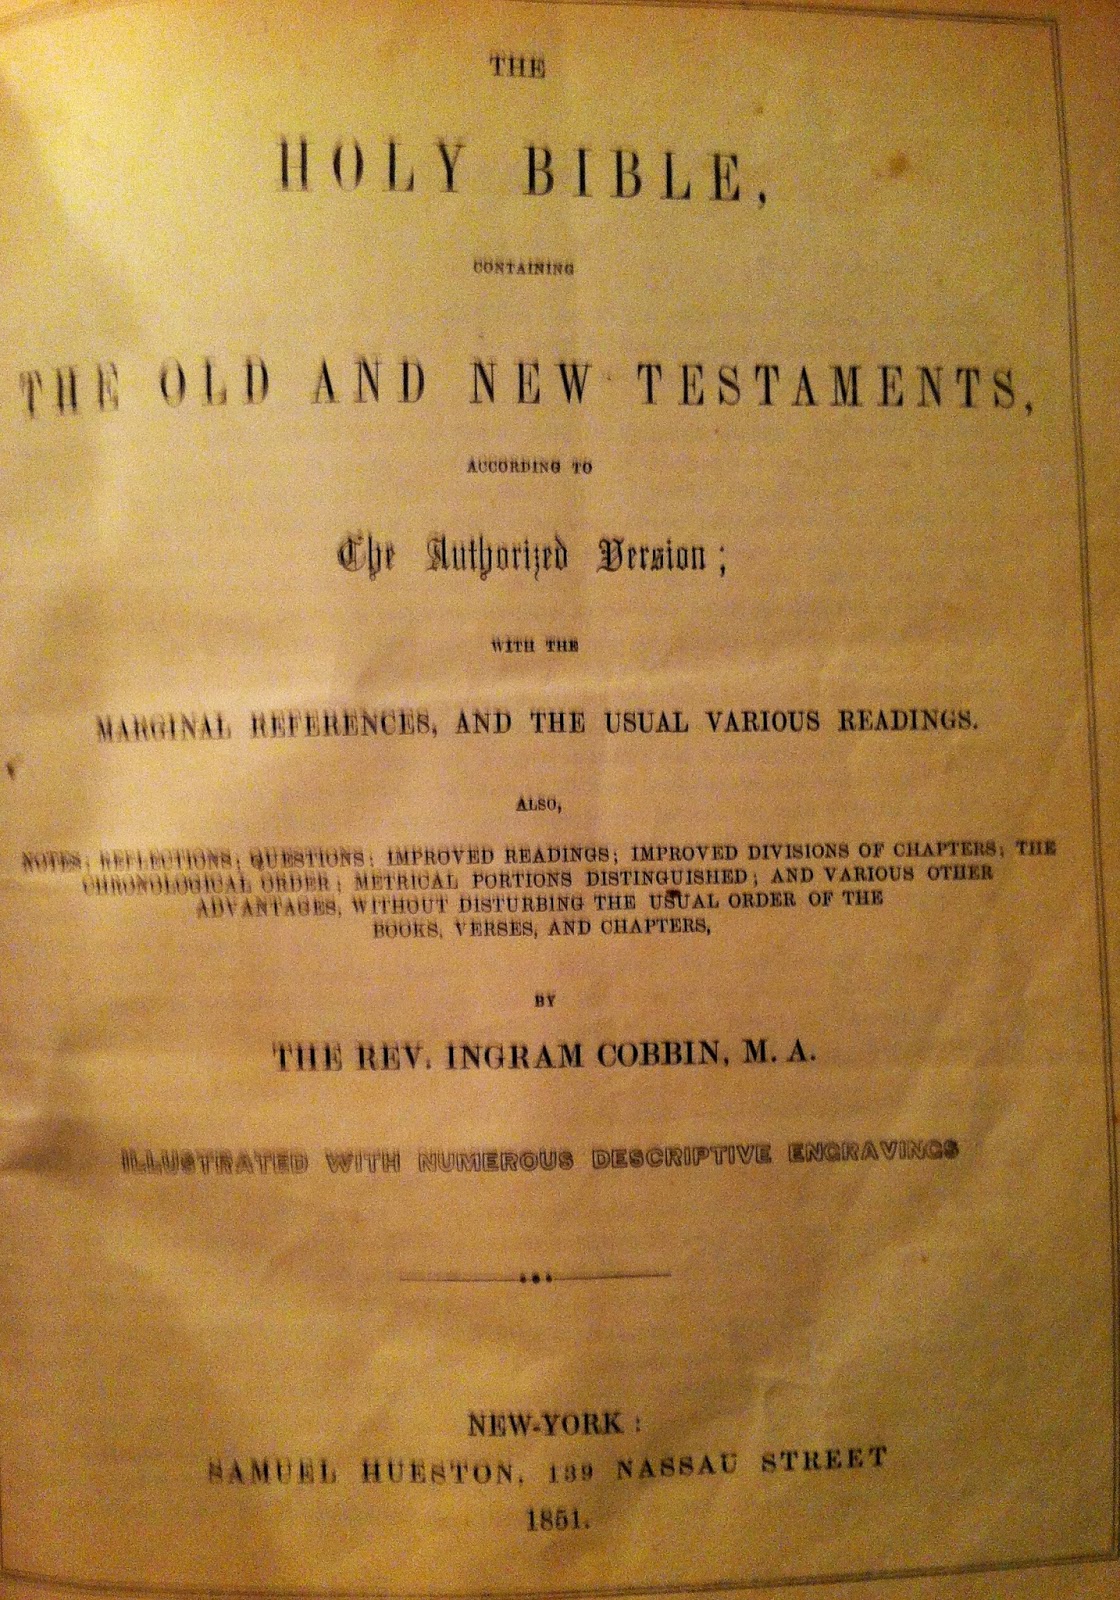 THE
HOLY BIBLE,
CONTAINING
THE OLD AND NEW TESTAMENTS,
ACCORDING TO
The Authorized Version;
WITH THE
MARGINAL REFERENCES, AND THE USUAL VARIOUS READINGS.
ALSO,
NOTES; REFLECTIONS; QUESTIONS; IMPROVED READINGS; IMPROVED DIVISIONS OF CHAPTERS; THE
CHRONOLOGICAL ORDER; METRICAL PORTIONS DISTINGUISHED; AND VARIOUS OTHER
ADVANTAGES, WITHOUT DISTURBING THE USUAL ORDER OF THE
BOOKS, VERSES, AND CHAPTERS,
BY
THE REV. INGRAM COBBIN, M. A.
ILLUSTRATED WITH NUMEROUS DESCRIPTIVE ENGRAVINGS
NEW-YORK:
SAMUEL HUESTON, 139 NASSAU STREET
1851.